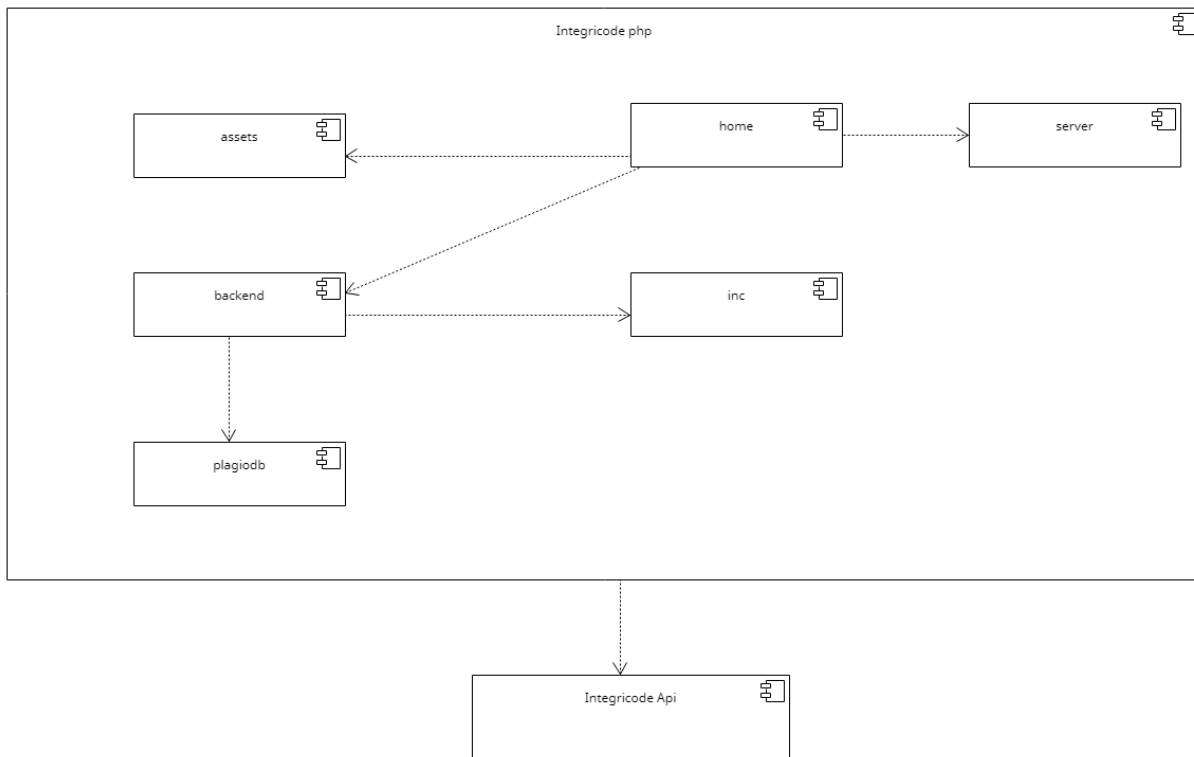 Integricode php
assets
home
server
backend
inc
plagiodb
Integricode Api